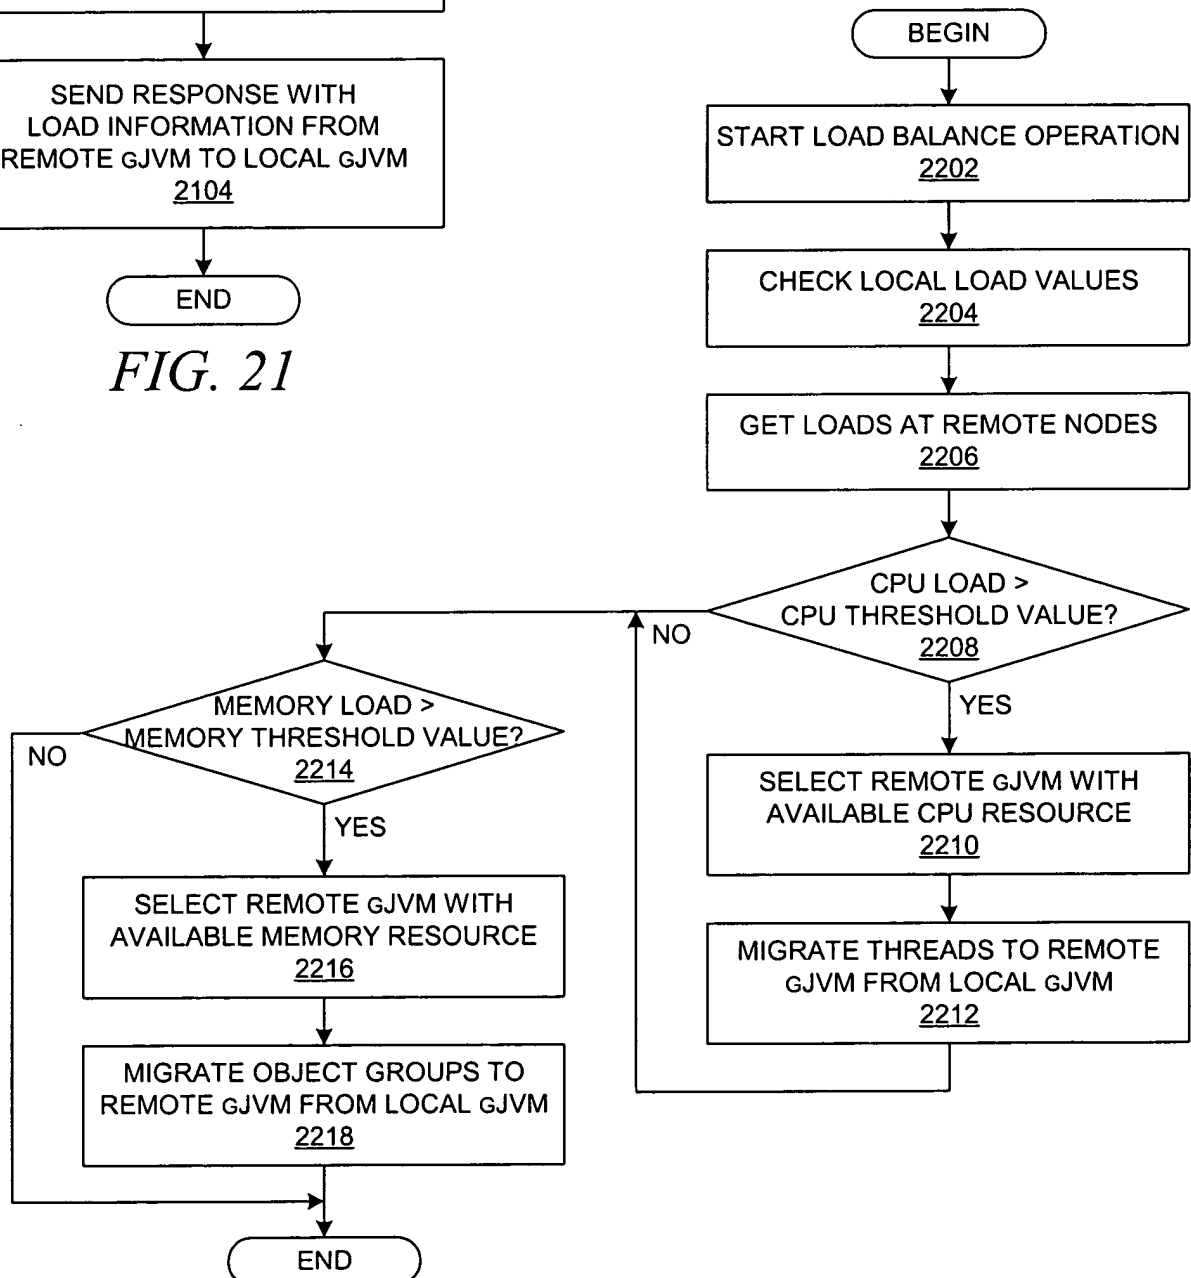 SEND RESPONSE WITH
LOAD INFORMATION FROM
REMOTE GJVM TO LOCAL GJVM
2104
END
FIG. 21
BEGIN
START LOAD BALANCE OPERATION
2202
CHECK LOCAL LOAD VALUES
2204
GET LOADS AT REMOTE NODES
2206
CPU LOAD >
CPU THRESHOLD VALUE?
2208
NO
YES
SELECT REMOTE GJVM WITH
AVAILABLE CPU RESOURCE
2210
MIGRATE THREADS TO REMOTE
GJVM FROM LOCAL GJVM
2212
MEMORY LOAD >
MEMORY THRESHOLD VALUE?
2214
NO
YES
SELECT REMOTE GJVM WITH
AVAILABLE MEMORY RESOURCE
2216
MIGRATE OBJECT GROUPS TO
REMOTE GJVM FROM LOCAL GJVM
2218
END